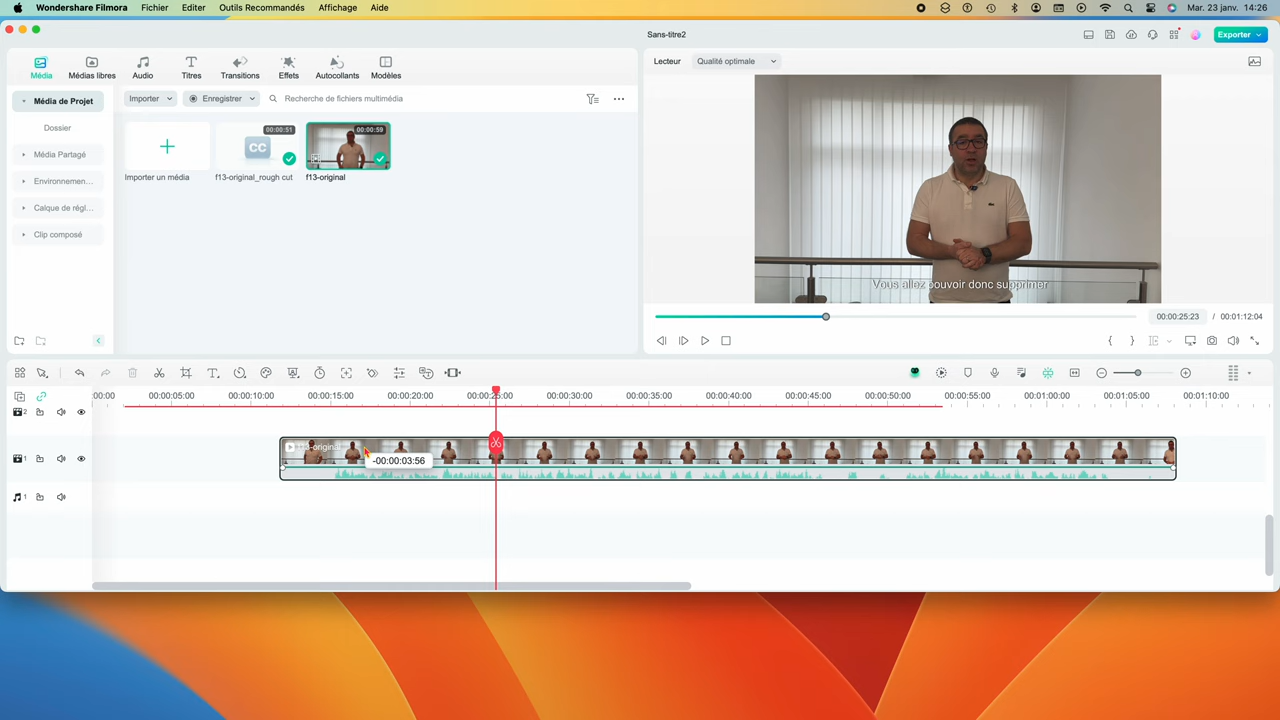 Wondershare Filmora Fichier Editer Outils Recommandés Affichage Aide Mar. 23 janv. 14:26
Sans-titre2
Exporter
Média Médias libres Audio Titres Transitions Effets Autocollants Modèles
Lecteur Qualité optimale
Média de Projet
Importer Enregistrer Recherche de fichiers multimédia
Dossier
Média Partagé
Environnemen...
Calque de régl...
Clip composé
00:00:51
CC
00:00:59
Importer un média f13-original_rough cut f13-original
Vous allez pouvoir donc supprimer
00:00:25:23 / 00:01:12:04
:00:00 00:00:05:00 00:00:10:00 00:00:15:00 00:00:20:00 00:00:25:00 00:00:30:00 00:00:35:00 00:00:40:00 00:00:45:00 00:00:50:00 00:00:55:00 00:01:00:00 00:01:05:00 00:01:10:00
2
f13-original
1
-00:00:03:56
1